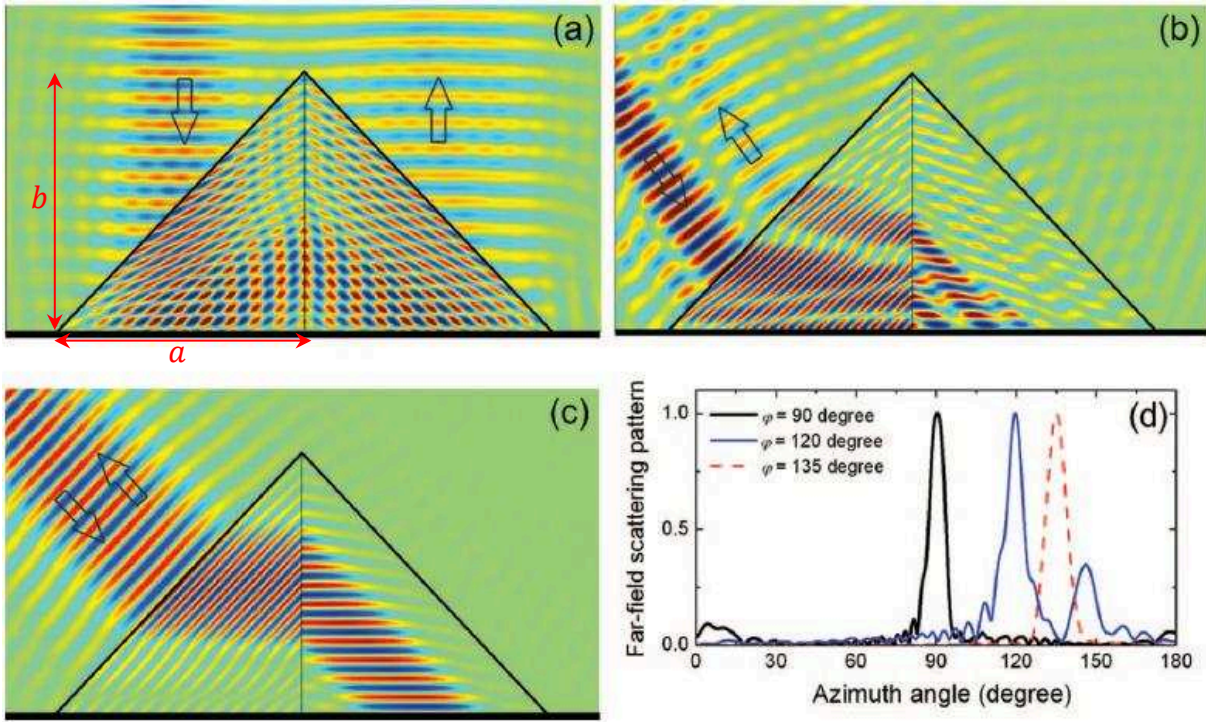 (a)
b
a
(b)
(c)
(d)
Far-field scattering pattern
1.0
0.5
0.0
φ = 90 degree
φ = 120 degree
φ = 135 degree
0 30 60 90 120 150 180
Azimuth angle (degree)